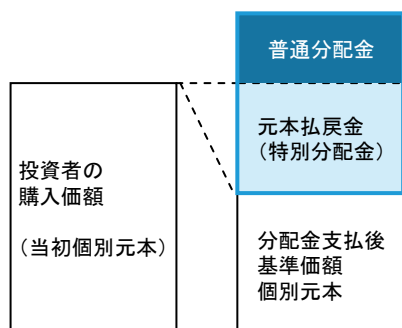 普通分配金
元本払戻金
（特別分配金）
投資者の
購入価額
（当初個別元本）
分配金支払後
基準価額
個別元本